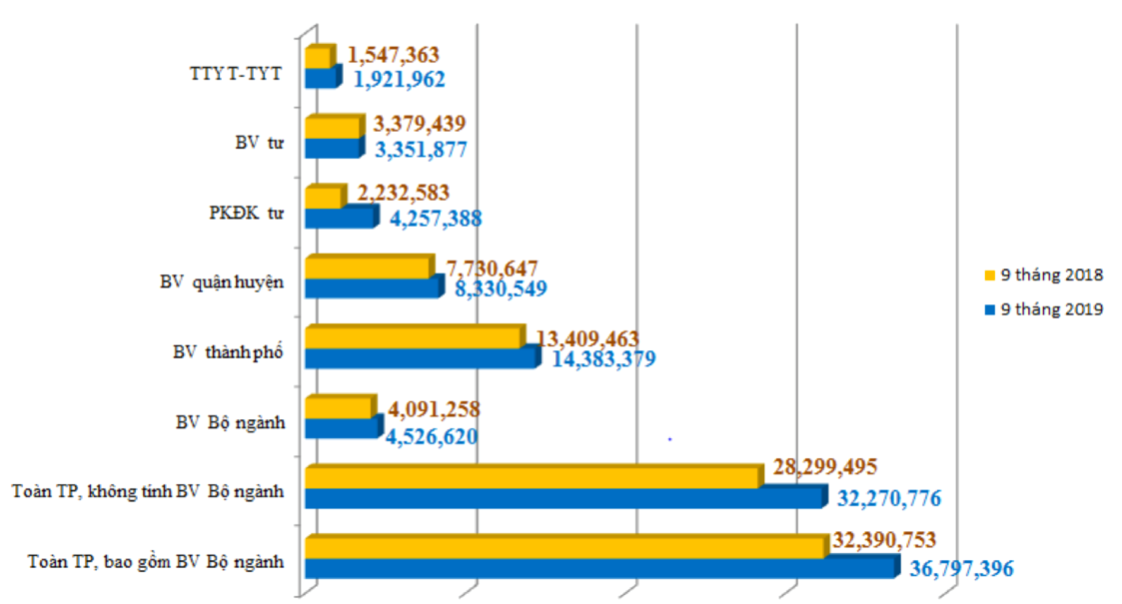 TTYT-TYT
1,547,363
1,921,962
BV tư
3,379,439
3,351,877
PKĐK tư
2,232,583
4,257,388
BV quận huyện
7,730,647
8,330,549
9 tháng 2018
9 tháng 2019
BV thành phố
13,409,463
14,383,379
BV Bộ ngành
4,091,258
4,526,620
Toàn TP, không tính BV Bộ ngành
28,299,495
32,270,776
Toàn TP, bao gồm BV Bộ ngành
32,390,753
36,797,396